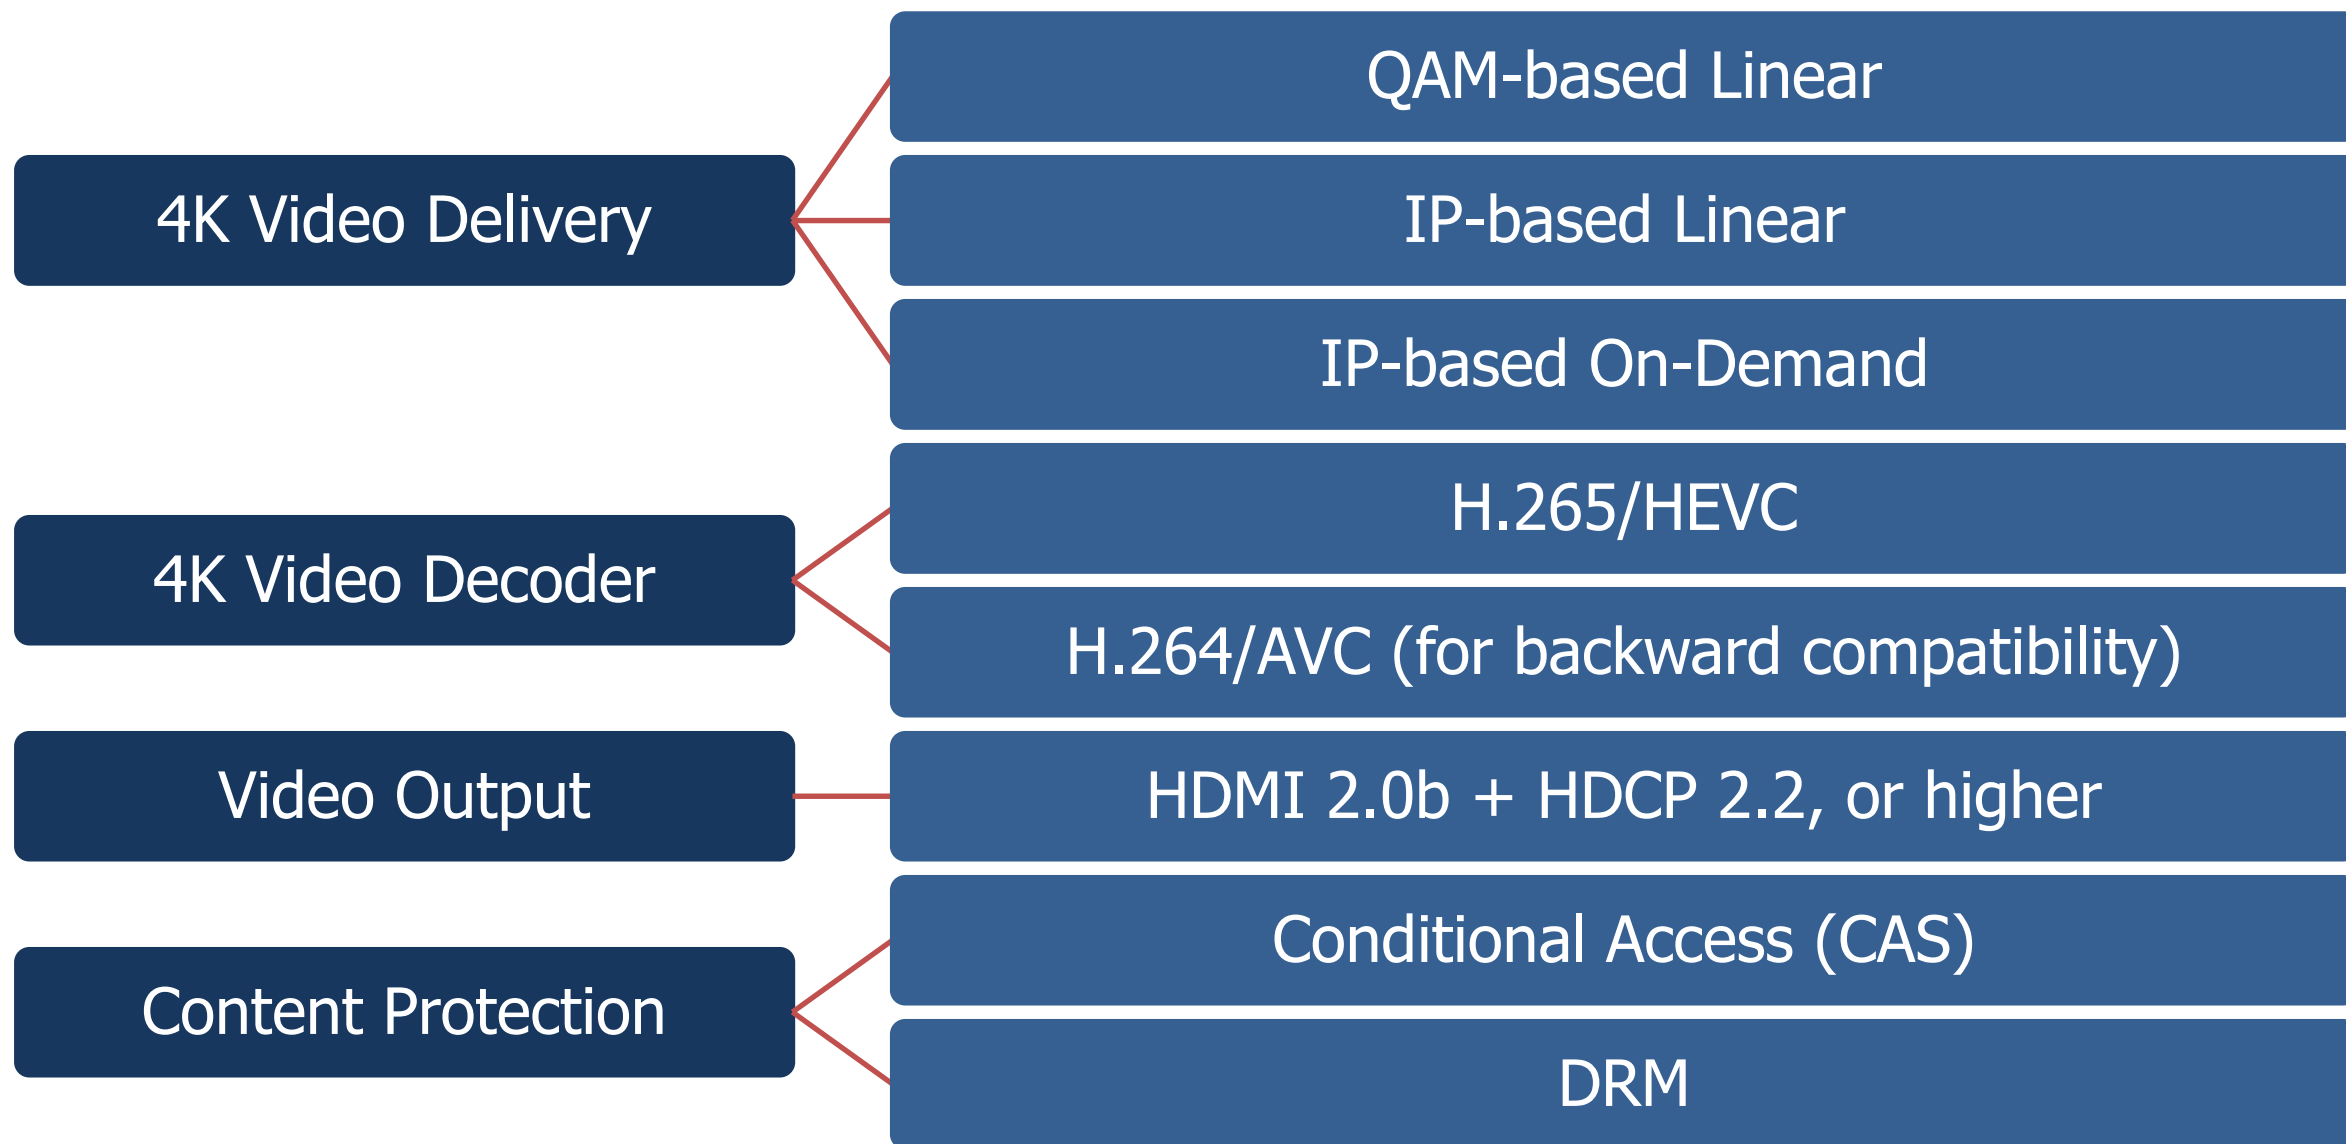 4K Video Delivery
QAM-based Linear
IP-based Linear
IP-based On-Demand
4K Video Decoder
H.265/HEVC
H.264/AVC (for backward compatibility)
Video Output
HDMI 2.0b + HDCP 2.2, or higher
Content Protection
Conditional Access (CAS)
DRM